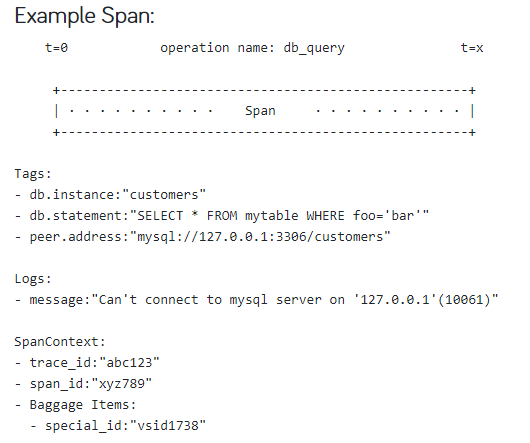 Example Span:
t=0 operation name: db_query t=x
+------------------------------------------------------+
| · · · · · · · · · · Span · · · · · · · · · · |
+------------------------------------------------------+
Tags:
- db.instance:"customers"
- db.statement:"SELECT * FROM mytable WHERE foo='bar'"
- peer.address:"mysql://127.0.0.1:3306/customers"
Logs:
- message:"Can't connect to mysql server on '127.0.0.1'(10061)"
SpanContext:
- trace_id:"abc123"
- span_id:"xyz789"
- Baggage Items:
- special_id:"vsid1738"